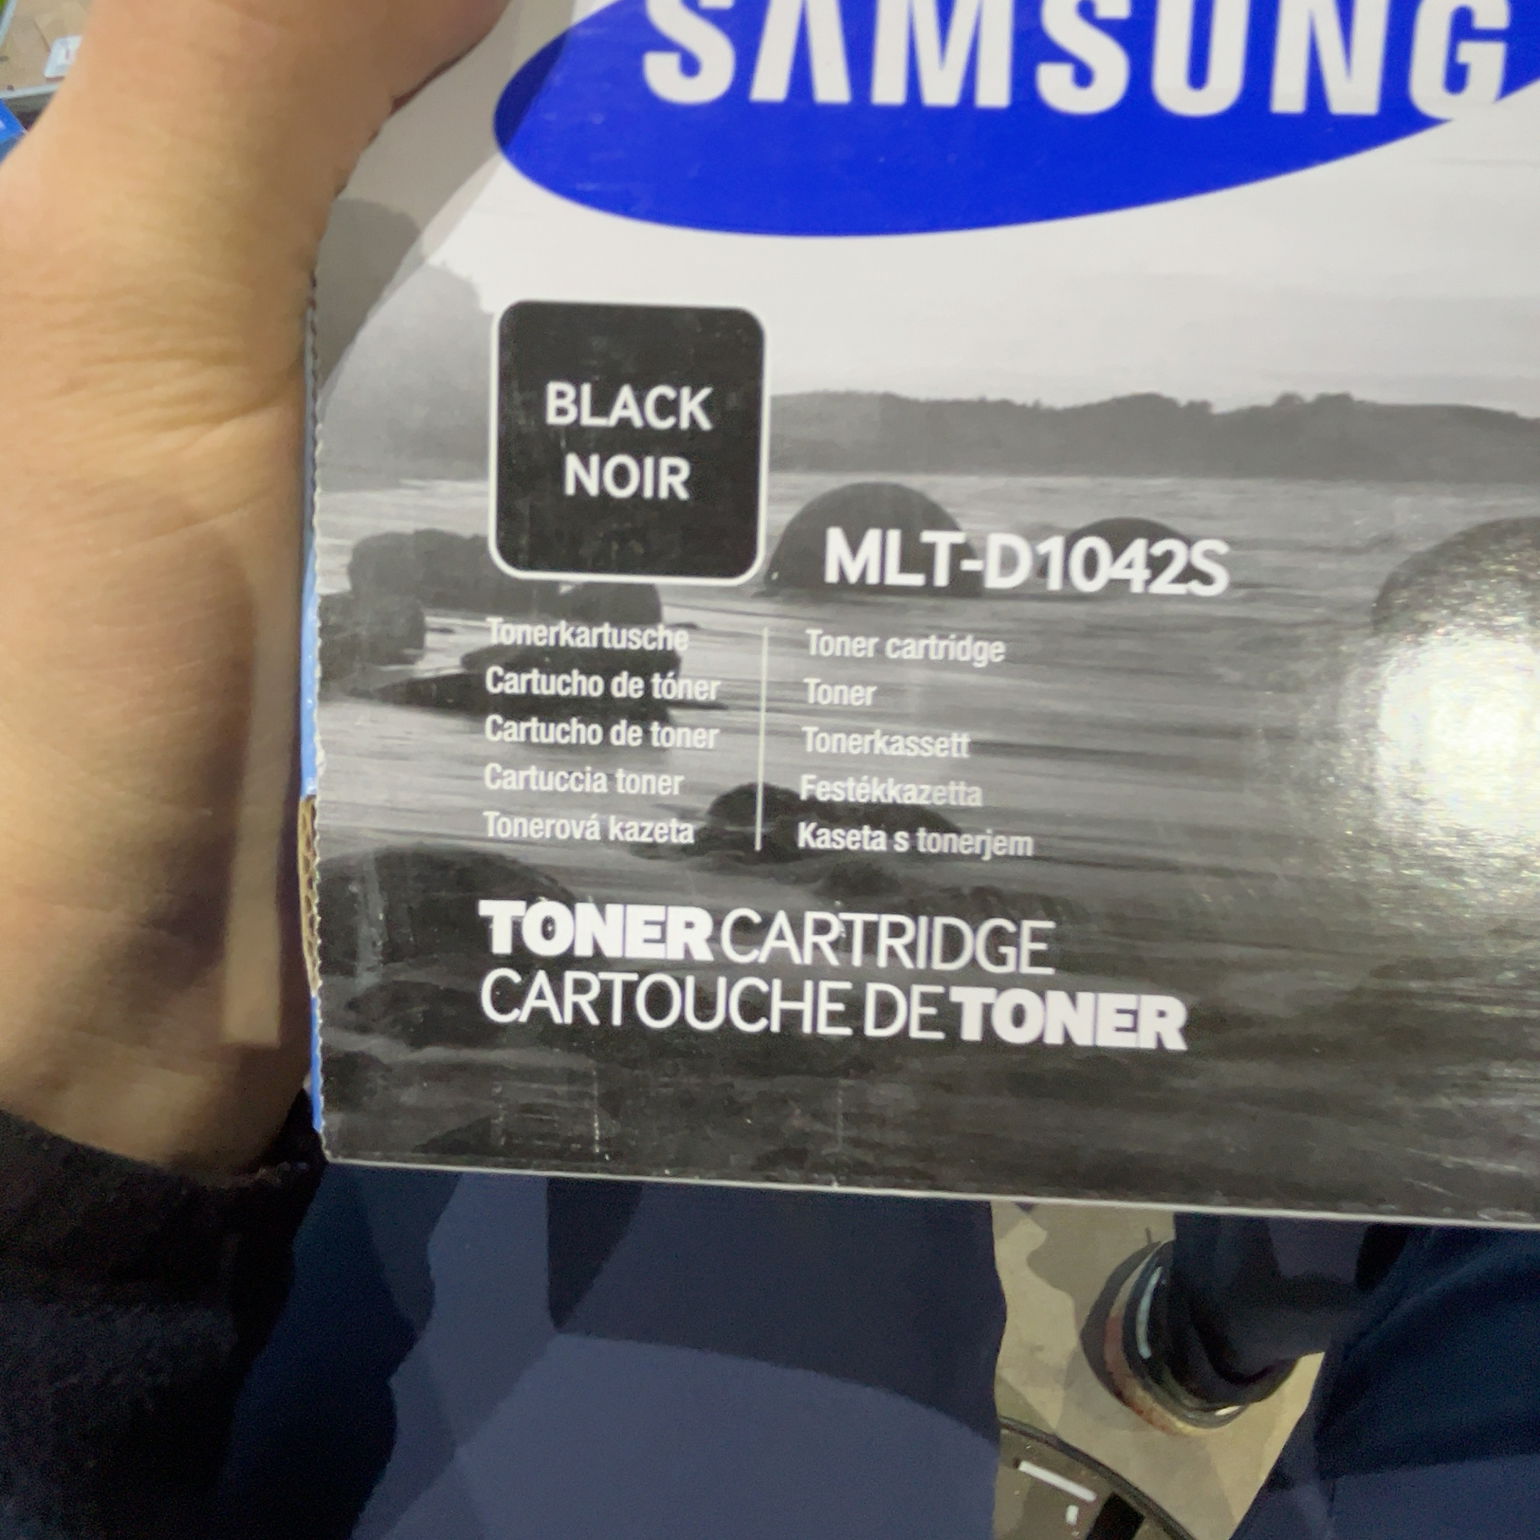 SAMSUNG
BLACK
NOIR
MLT-D1042S
Tonerkartusche
Cartucho de tóner
Cartucho de toner
Cartuccia toner
Tonerová kazeta
Toner cartridge
Toner
Tonerkassett
Festékkazetta
Kaseta s tonerjem
TONER CARTRIDGE
CARTOUCHE DE TONER